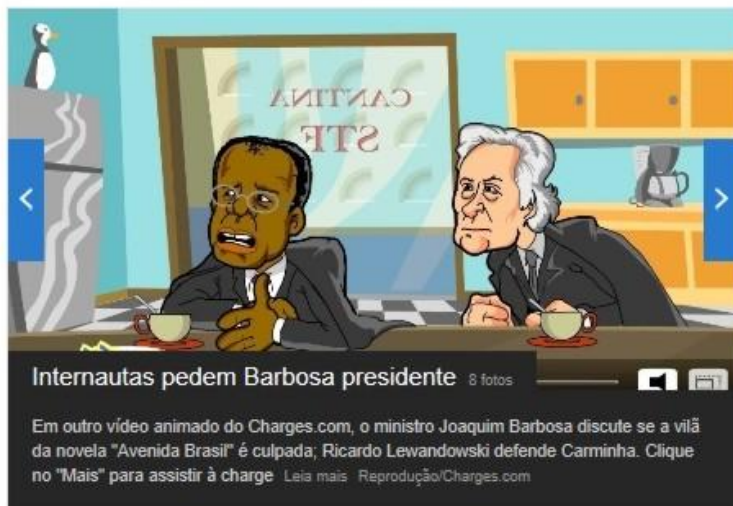 CANTINA
STF
Internautas pedem Barbosa presidente 8 fotos
Em outro vídeo animado do Charges.com, o ministro Joaquim Barbosa discute se a vilã
da novela "Avenida Brasil" é culpada; Ricardo Lewandowski defende Carminha. Clique
no "Mais" para assistir à charge Leia mais Reprodução/Charges.com